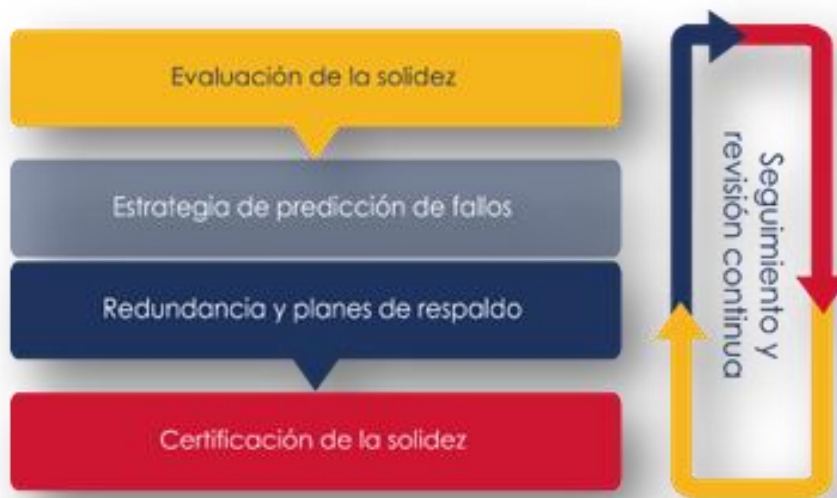 Evaluación de la solidez
Estrategia de predicción de fallos
Redundancia y planes de respaldo
Certificación de la solidez
Seguimiento y
revisión continua